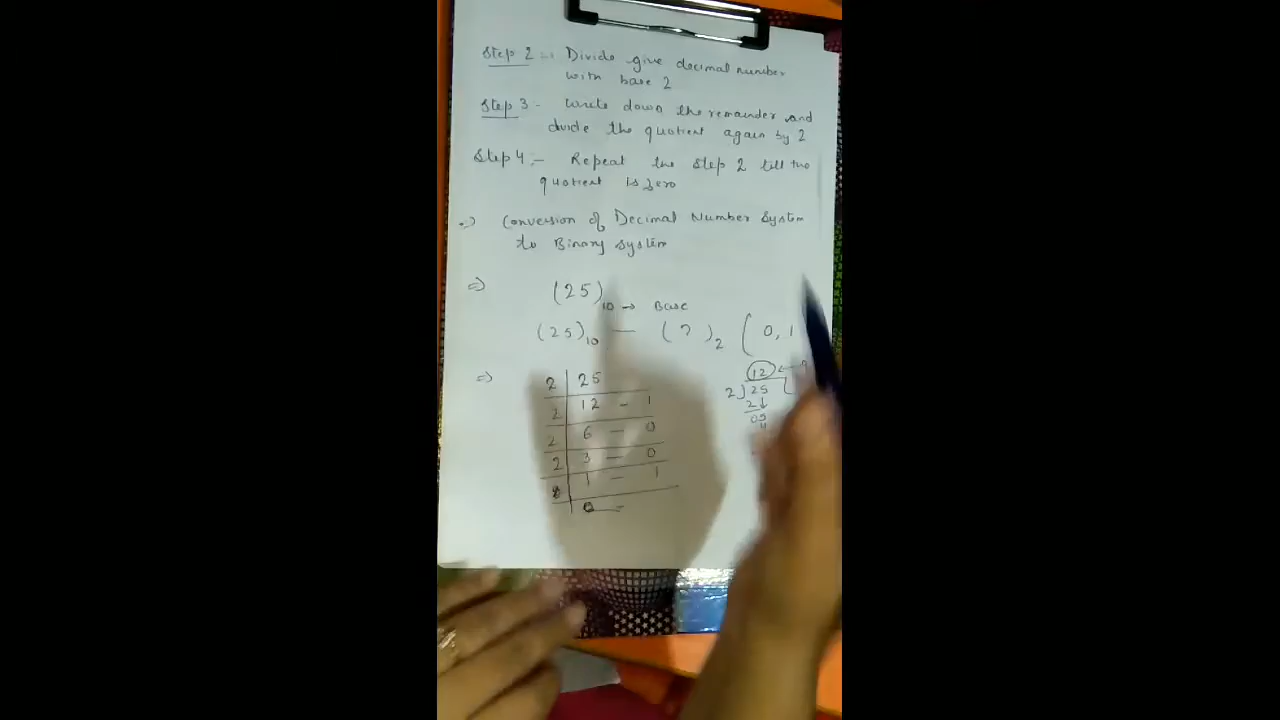 Step 2 :- Divide give decimal number
with base 2
Step 3 - Write down the remainder and
divide the quotient again by 2
Step 4 :- Repeat the step 2 till the
quotient is zero
Conversion of Decimal Number System
to Binary System
=> (25)10 → Base
(25)10 — (?)2 (0,1
=>
2 | 25
2 | 12 - 1
2 | 6 - 0
2 | 3 - 0
1 - 1
0 -
12 ←
2 ) 25
2↓
05
4